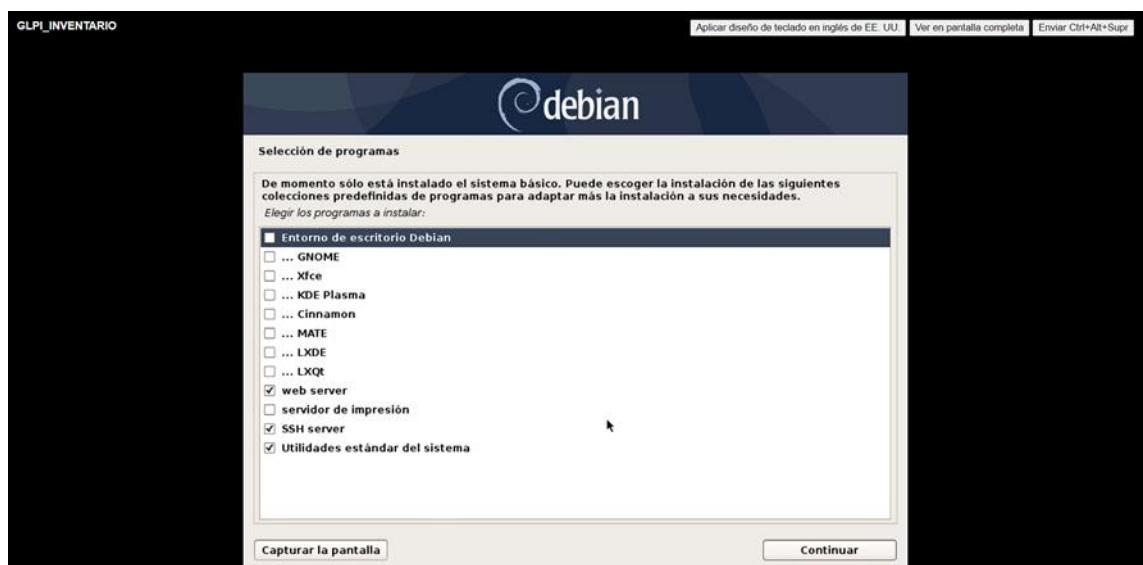 GLPI_INVENTARIO
Aplicar diseño de teclado en inglés de EE. UU.
Ver en pantalla completa
Enviar Ctrl+Alt+Supr
debian
Selección de programas
De momento sólo está instalado el sistema básico. Puede escoger la instalación de las siguientes
colecciones predefinidas de programas para adaptar más la instalación a sus necesidades.
Elegir los programas a instalar:
Entorno de escritorio Debian
... GNOME
... Xfce
... KDE Plasma
... Cinnamon
... MATE
... LXDE
... LXQt
web server
servidor de impresión
SSH server
Utilidades estándar del sistema
Capturar la pantalla
Continuar